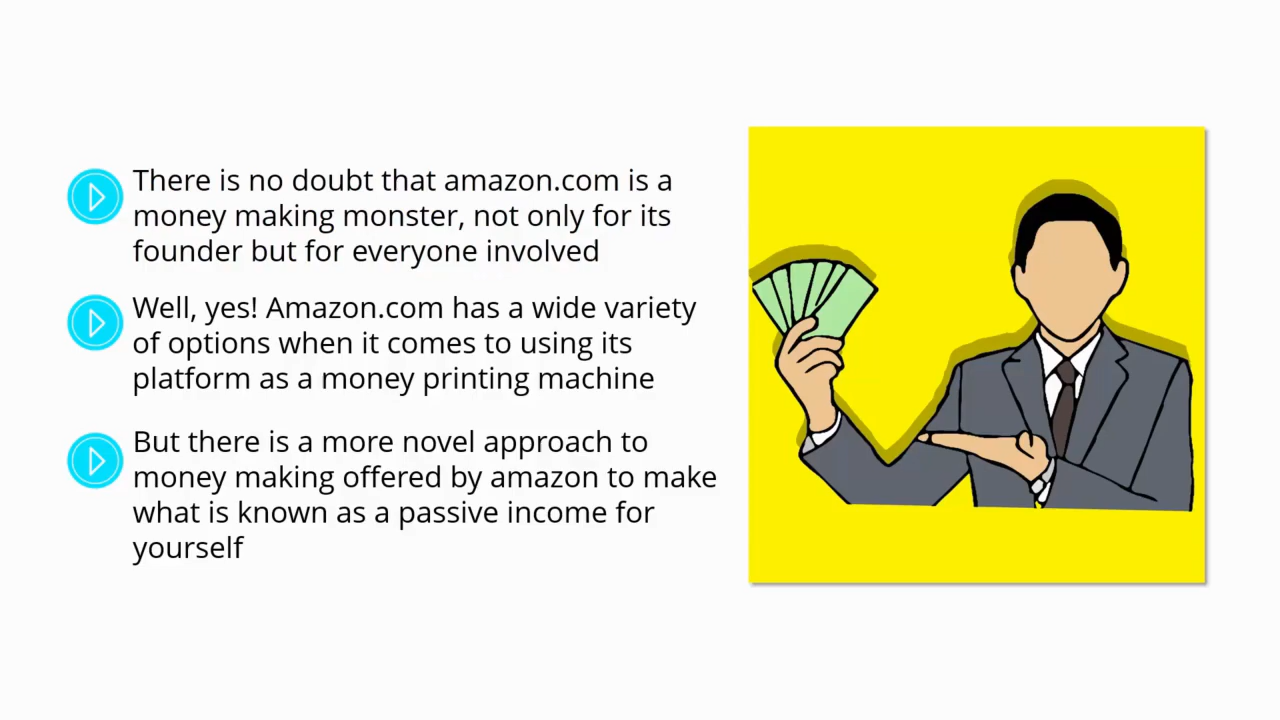 There is no doubt that amazon.com is a
money making monster, not only for its
founder but for everyone involved
Well, yes! Amazon.com has a wide variety
of options when it comes to using its
platform as a money printing machine
But there is a more novel approach to
money making offered by amazon to make
what is known as a passive income for
yourself